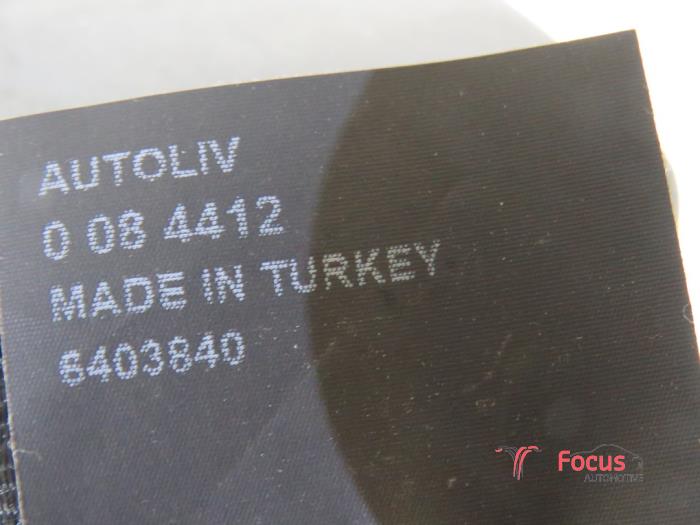 AUTOLIV
0 08 4412
MADE IN TURKEY
6403840
Focus
AUTOMOTIVE